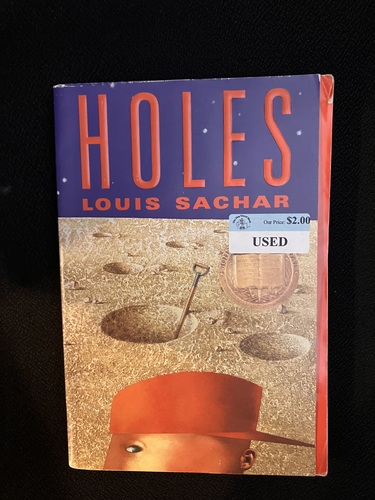 HOLES
LOUIS SACHAR
Our Price: $2.00
USED